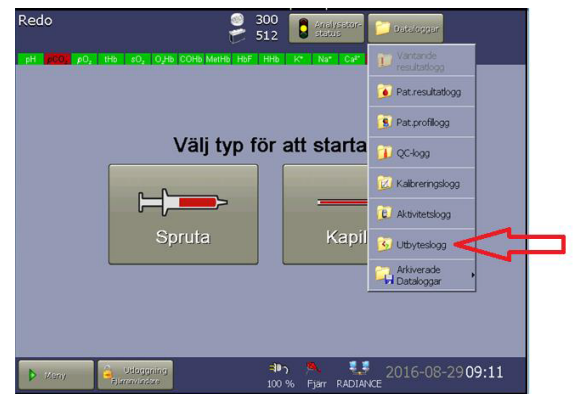 Redo
300
512
Analysator-
status
Dataloggar
pH pCO₂ pO₂ tHb sO₂ O₂Hb COHb MetHb HbF HHb K⁺ Na⁺ Ca²⁺
Väntande
resultatlogg
Pat.resultatlogg
Pat.profillogg
QC-logg
Kalibreringslogg
Aktivitetslogg
Utbyteslogg
Arkiverade
Dataloggar
Välj typ för att starta
Spruta
Kapil
Meny
Utloggning
Fjärranvändare
100 %
Fjärr
RADIANCE
2016-08-29 09:11